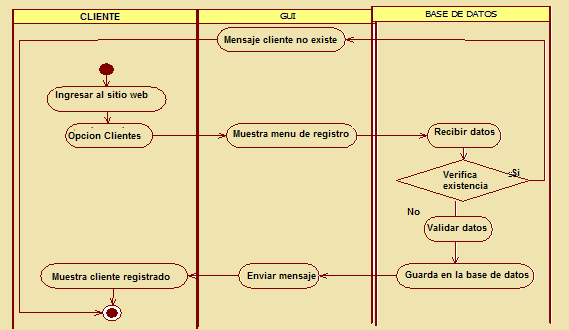 CLIENTE
GUI
BASE DE DATOS
Mensaje cliente no existe
Ingresar al sitio web
Opcion Clientes
Muestra menu de registro
Recibir datos
Verifica
existencia
Si
No
Validar datos
Muestra cliente registrado
Enviar mensaje
Guarda en la base de datos